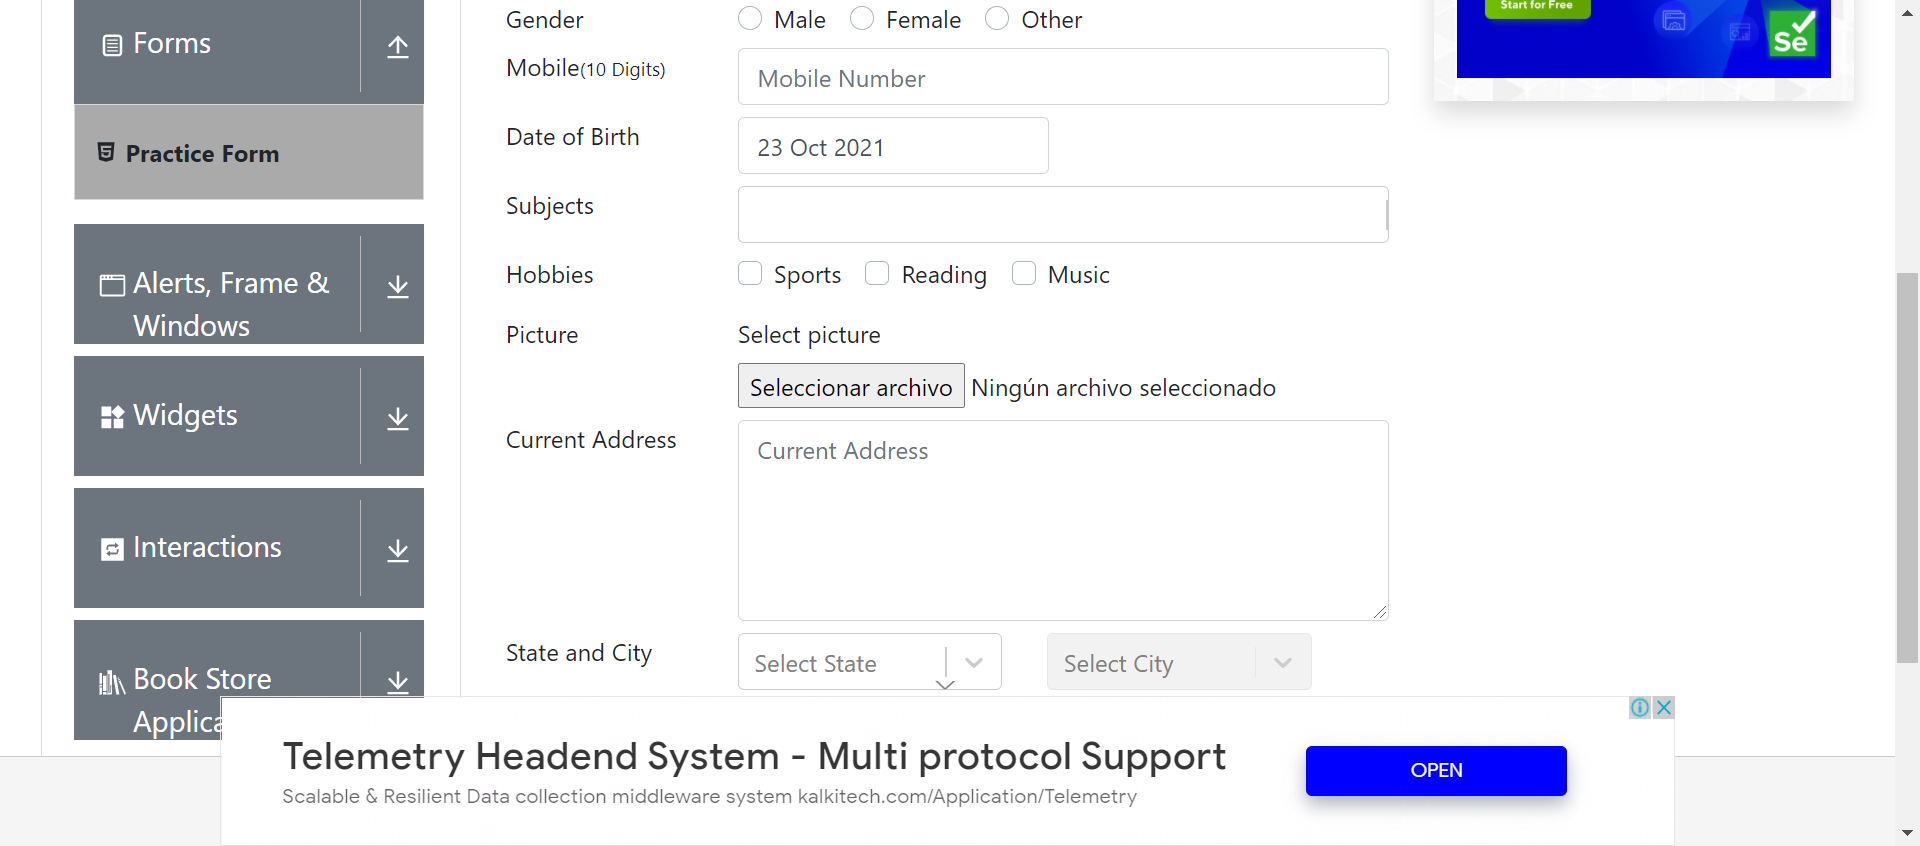 Forms
Practice Form
Alerts, Frame &
Windows
Widgets
Interactions
Book Store
Applica
Gender Male Female Other
Mobile(10 Digits) Mobile Number
Date of Birth 23 Oct 2021
Subjects
Hobbies Sports Reading Music
Picture Select picture
Seleccionar archivo Ningún archivo seleccionado
Current Address Current Address
State and City Select State Select City
Start for Free
Se
Telemetry Headend System - Multi protocol Support
Scalable & Resilient Data collection middleware system kalkitech.com/Application/Telemetry
OPEN